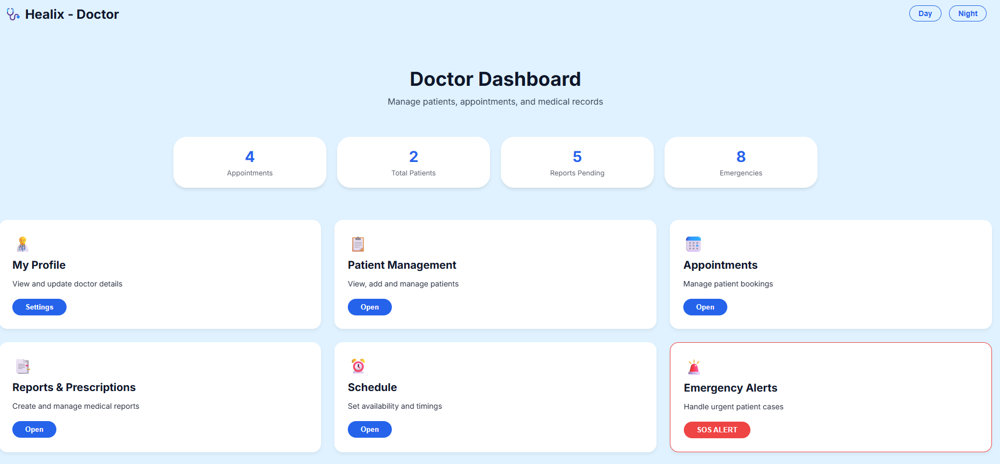 Healix - Doctor
Day
Night
Doctor Dashboard
Manage patients, appointments, and medical records
4
Appointments
2
Total Patients
5
Reports Pending
8
Emergencies
My Profile
View and update doctor details
Settings
Patient Management
View, add and manage patients
Open
Appointments
Manage patient bookings
Open
Reports & Prescriptions
Create and manage medical reports
Open
Schedule
Set availability and timings
Open
Emergency Alerts
Handle urgent patient cases
SOS ALERT